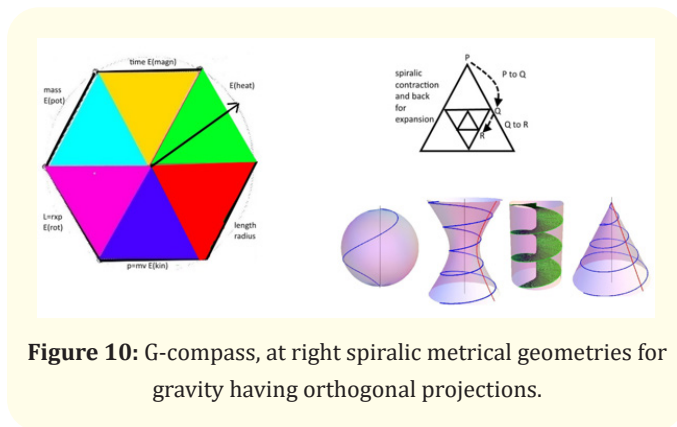 time E(magn)
mass
E(pot)
E(heat)
L=rxp
E(rot)
p=mv E(kin)
length
radius
spiralic
contraction
and back
for
expansion
P
P to Q
Q
Q to R
R
Figure 10: G-compass, at right spiralic metrical geometries for
gravity having orthogonal projections.